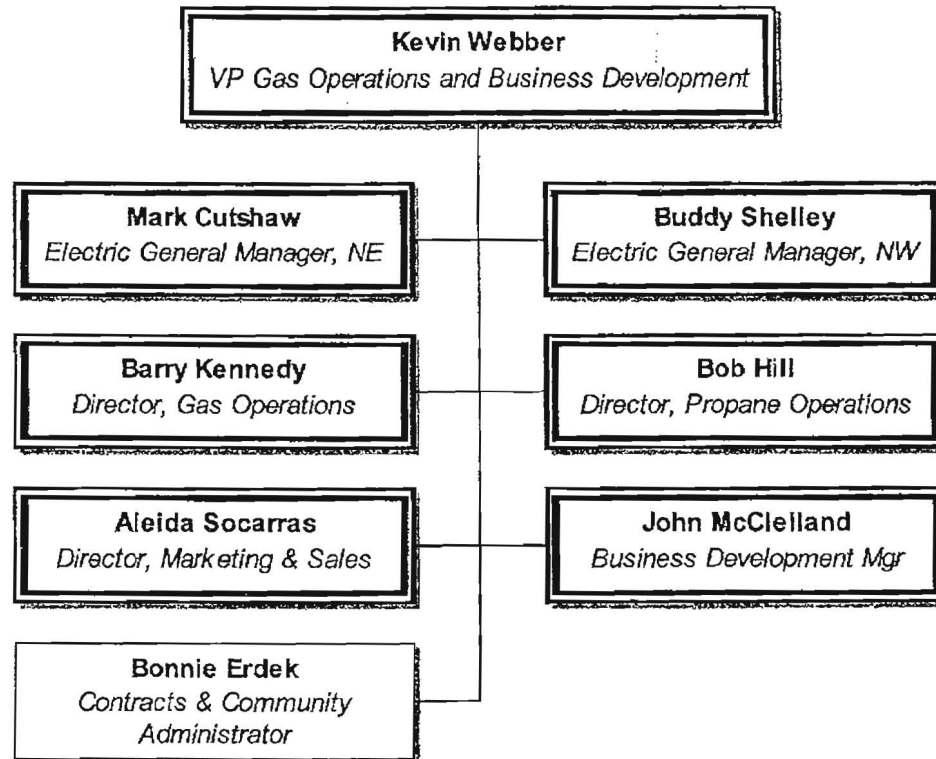 Kevin Webber
VP Gas Operations and Business Development
Mark Cutshaw
Electric General Manager, NE
Buddy Shelley
Electric General Manager, NW
Barry Kennedy
Director, Gas Operations
Bob Hill
Director, Propane Operations
Aleida Socarras
Director, Marketing & Sales
John McClelland
Business Development Mgr
Bonnie Erdek
Contracts & Community
Administrator